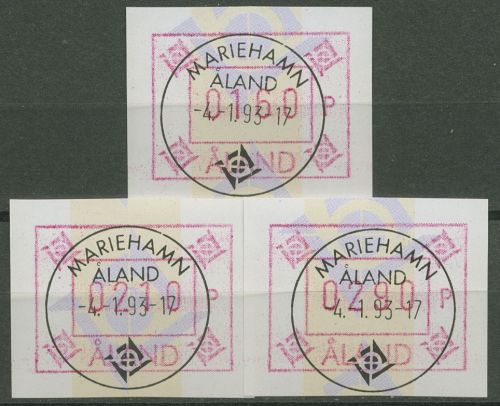 MARIEHAMN
ÅLAND
0160 P
-4.-1.93-17
ÅLAND
MARIEHAMN
ÅLAND
0210 P
-4.-1.93-17
ÅLAND
MARIEHAMN
ÅLAND
0280 P
4.1.93-17
ÅLAND